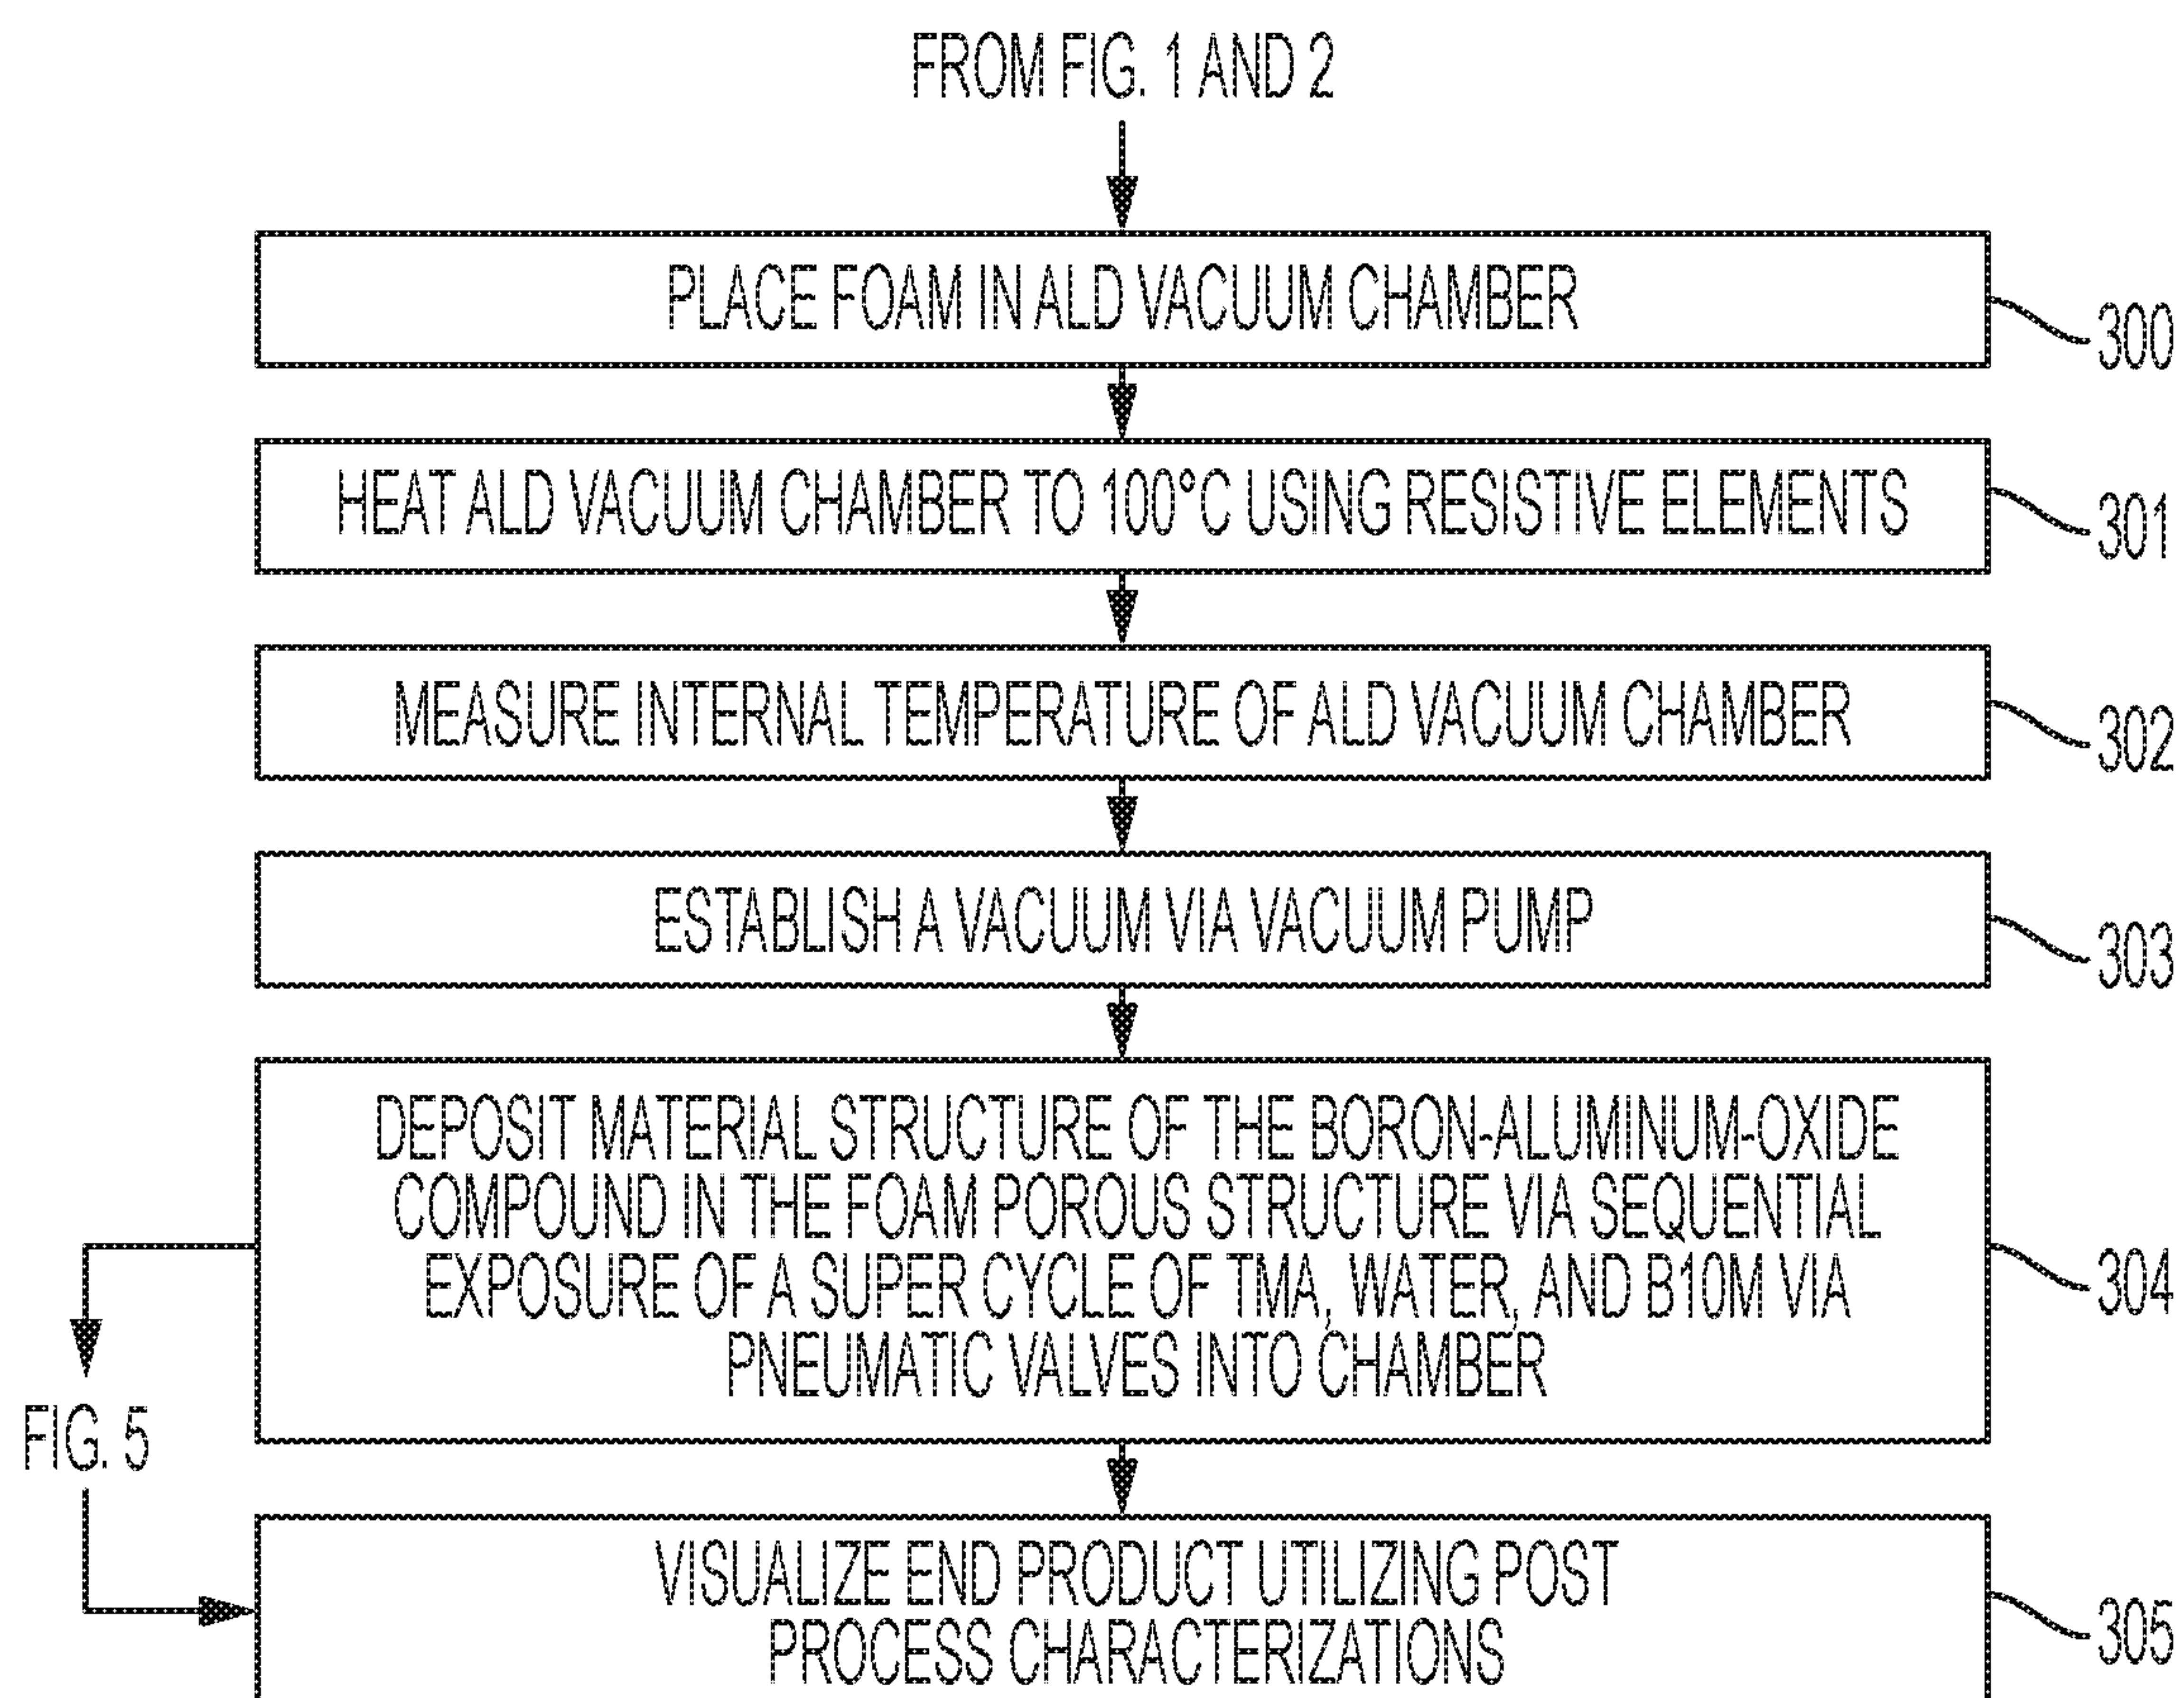 FROM FIG. 1 AND 2
PLACE FOAM IN ALD VACUUM CHAMBER
300
HEAT ALD VACUUM CHAMBER TO 100°C USING RESISTIVE ELEMENTS
301
MEASURE INTERNAL TEMPERATURE OF ALD VACUUM CHAMBER
302
ESTABLISH A VACUUM VIA VACUUM PUMP
303
DEPOSIT MATERIAL STRUCTURE OF THE BORON-ALUMINUM-OXIDE
COMPOUND IN THE FOAM POROUS STRUCTURE VIA SEQUENTIAL
EXPOSURE OF A SUPER CYCLE OF TMA, WATER, AND B10M VIA
PNEUMATIC VALVES INTO CHAMBER
304
FIG. 5
VISUALIZE END PRODUCT UTILIZING POST
PROCESS CHARACTERIZATIONS
305